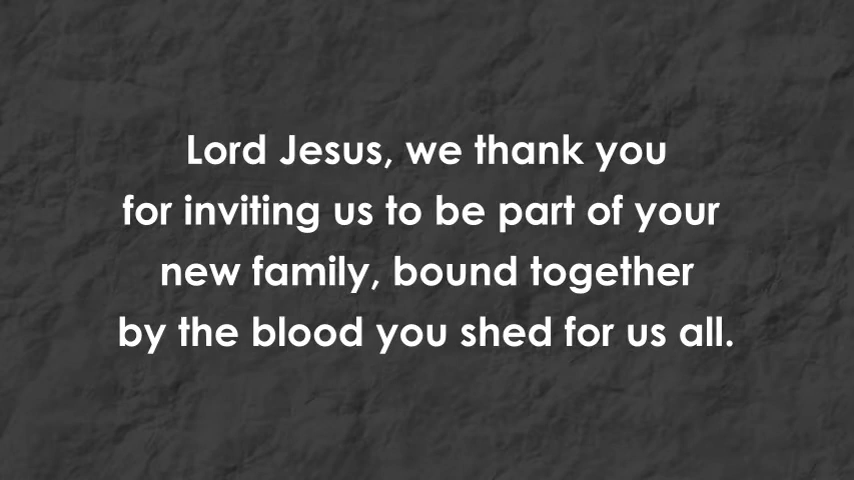 Lord Jesus, we thank you
for inviting us to be part of your
new family, bound together
by the blood you shed for us all.